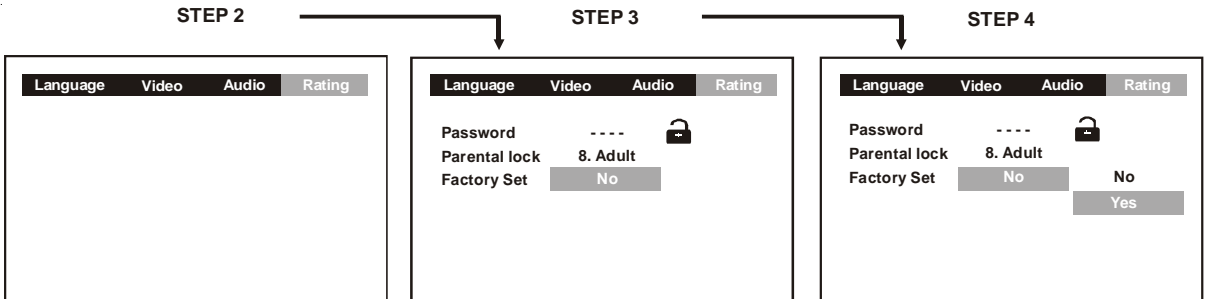 STEP 2
STEP 3
STEP 4
Language Video Audio Rating
Language Video Audio Rating
Password - - - -
Parental lock 8. Adult
Factory Set No
Language Video Audio Rating
Password - - - -
Parental lock 8. Adult
Factory Set No No
Yes